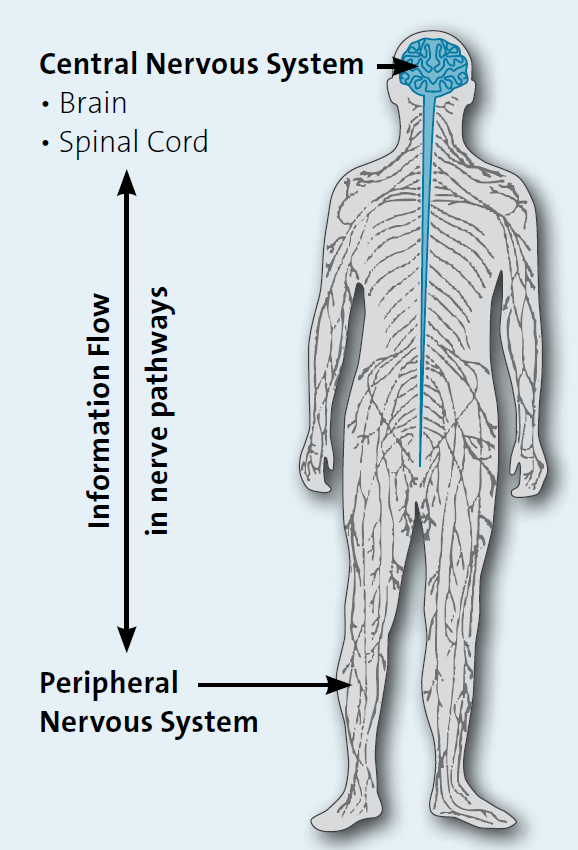 Central Nervous System
• Brain
• Spinal Cord
Information Flow
in nerve pathways
Peripheral
Nervous System